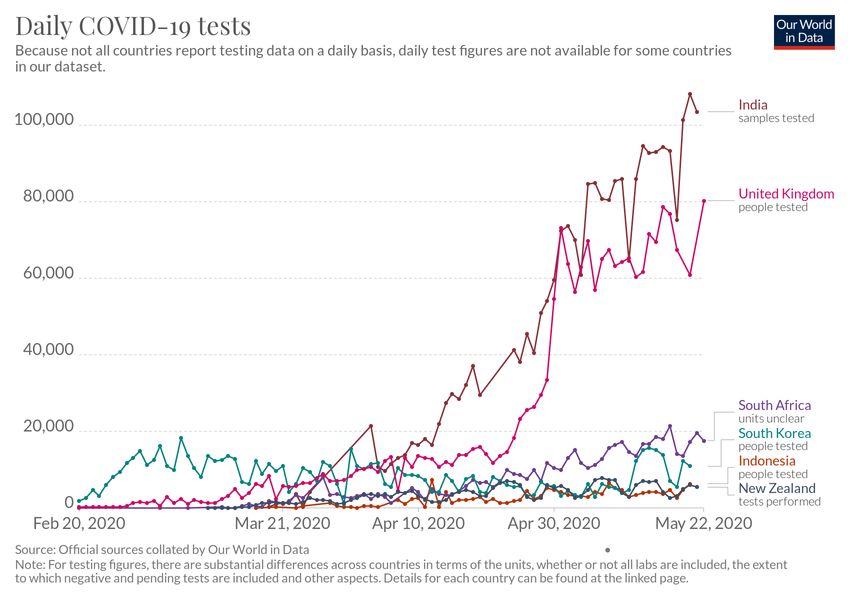 Daily COVID-19 tests
Our World
in Data
Because not all countries report testing data on a daily basis, daily test figures are not available for some countries
in our dataset.
100,000
80,000
60,000
40,000
20,000
0
India
samples tested
United Kingdom
people tested
South Africa
units unclear
South Korea
people tested
Indonesia
people tested
New Zealand
tests performed
Feb 20, 2020
Mar 21, 2020
Apr 10, 2020
Apr 30, 2020
May 22, 2020
Source: Official sources collated by Our World in Data
Note: For testing figures, there are substantial differences across countries in terms of the units, whether or not all labs are included, the extent
to which negative and pending tests are included and other aspects. Details for each country can be found at the linked page.